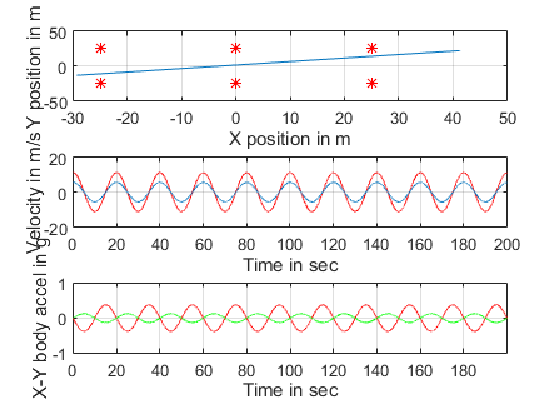 Y position in m
50
0
-50
-30 -20 -10 0 10 20 30 40 50
X position in m
Velocity in m/s
20
0
-20
0 20 40 60 80 100 120 140 160 180 200
Time in sec
X-Y body accel in g
1
0
-1
0 20 40 60 80 100 120 140 160 180
Time in sec